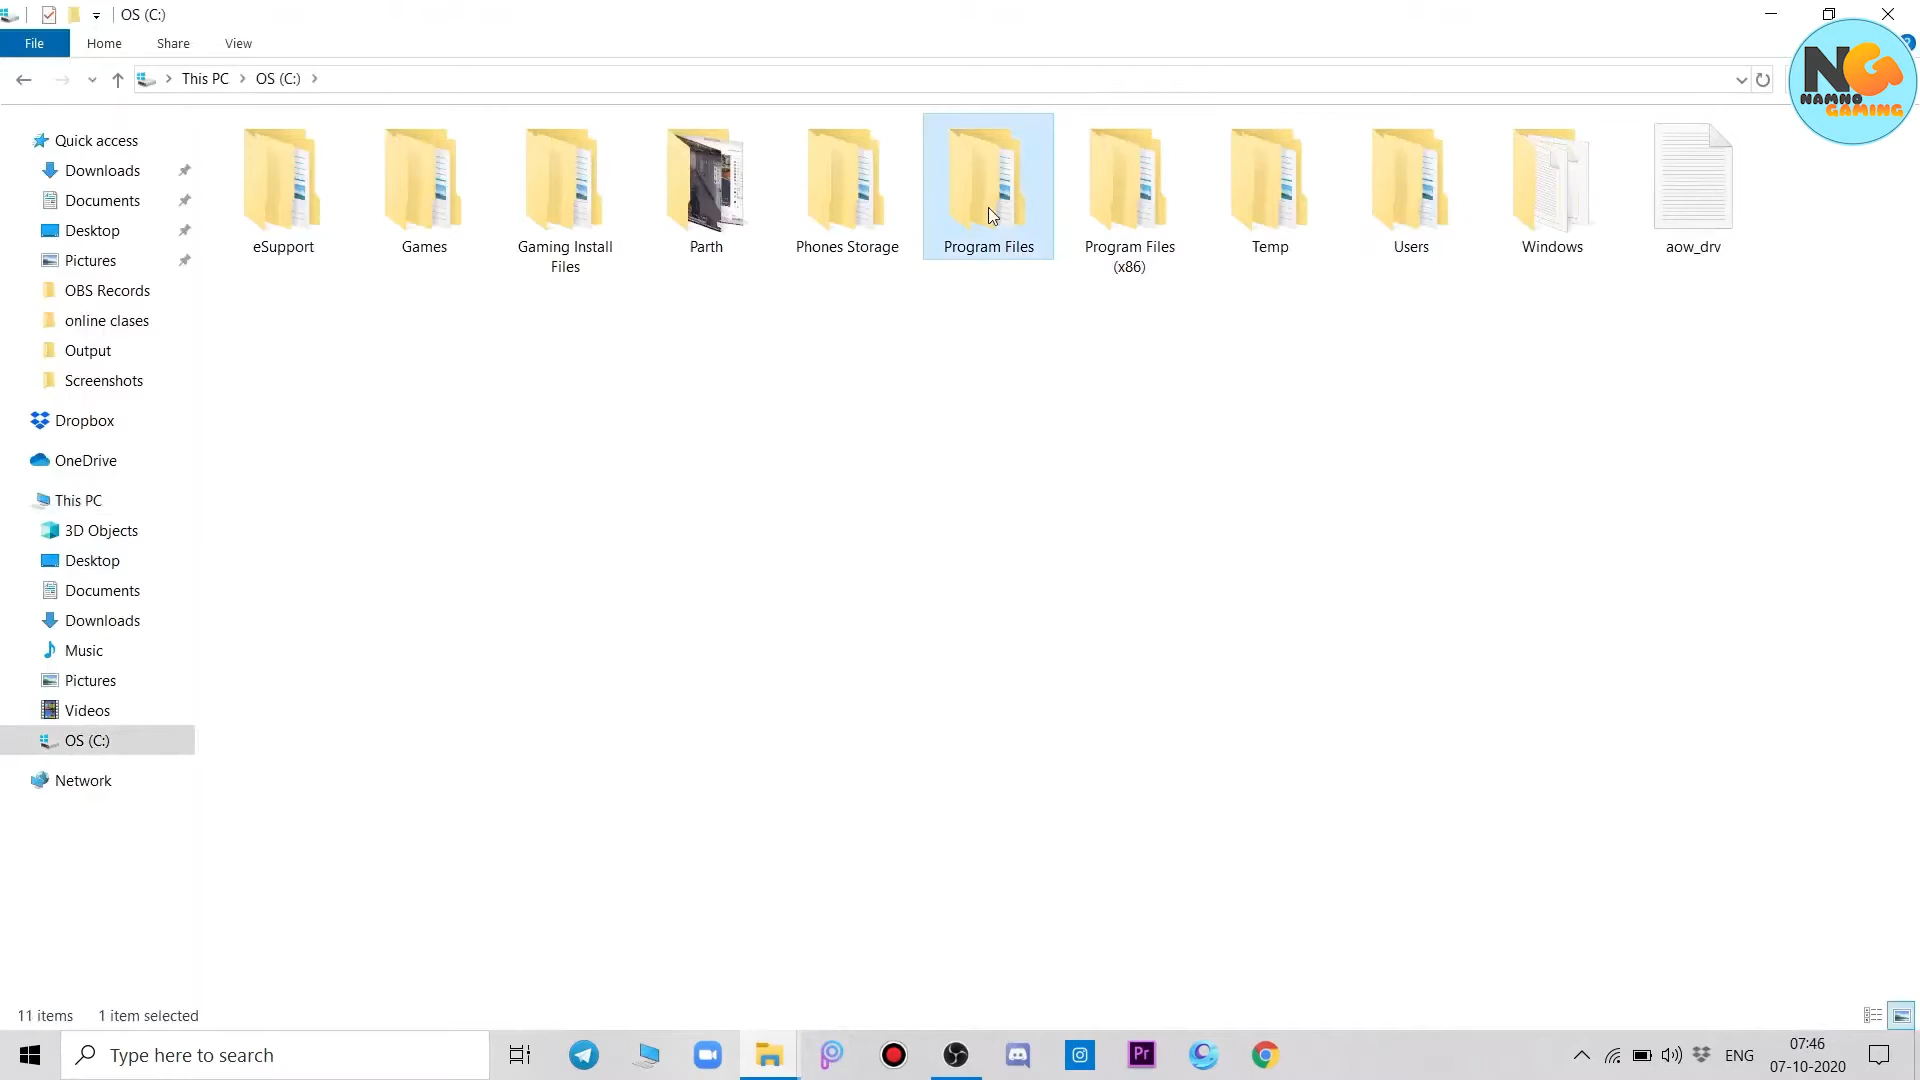 OS (C:)
File Home Share View
This PC OS (C:)
NG
NAMNO
GAMING
Quick access
Downloads
Documents
Desktop
Pictures
OBS Records
online clases
Output
Screenshots
Dropbox
OneDrive
This PC
3D Objects
Desktop
Documents
Downloads
Music
Pictures
Videos
OS (C:)
Network
eSupport
Games
Gaming Install
Files
Parth
Phones Storage
Program Files
Program Files
(x86)
Temp
Users
Windows
aow_drv
11 items 1 item selected
Type here to search
Pr
ENG
07:46
07-10-2020